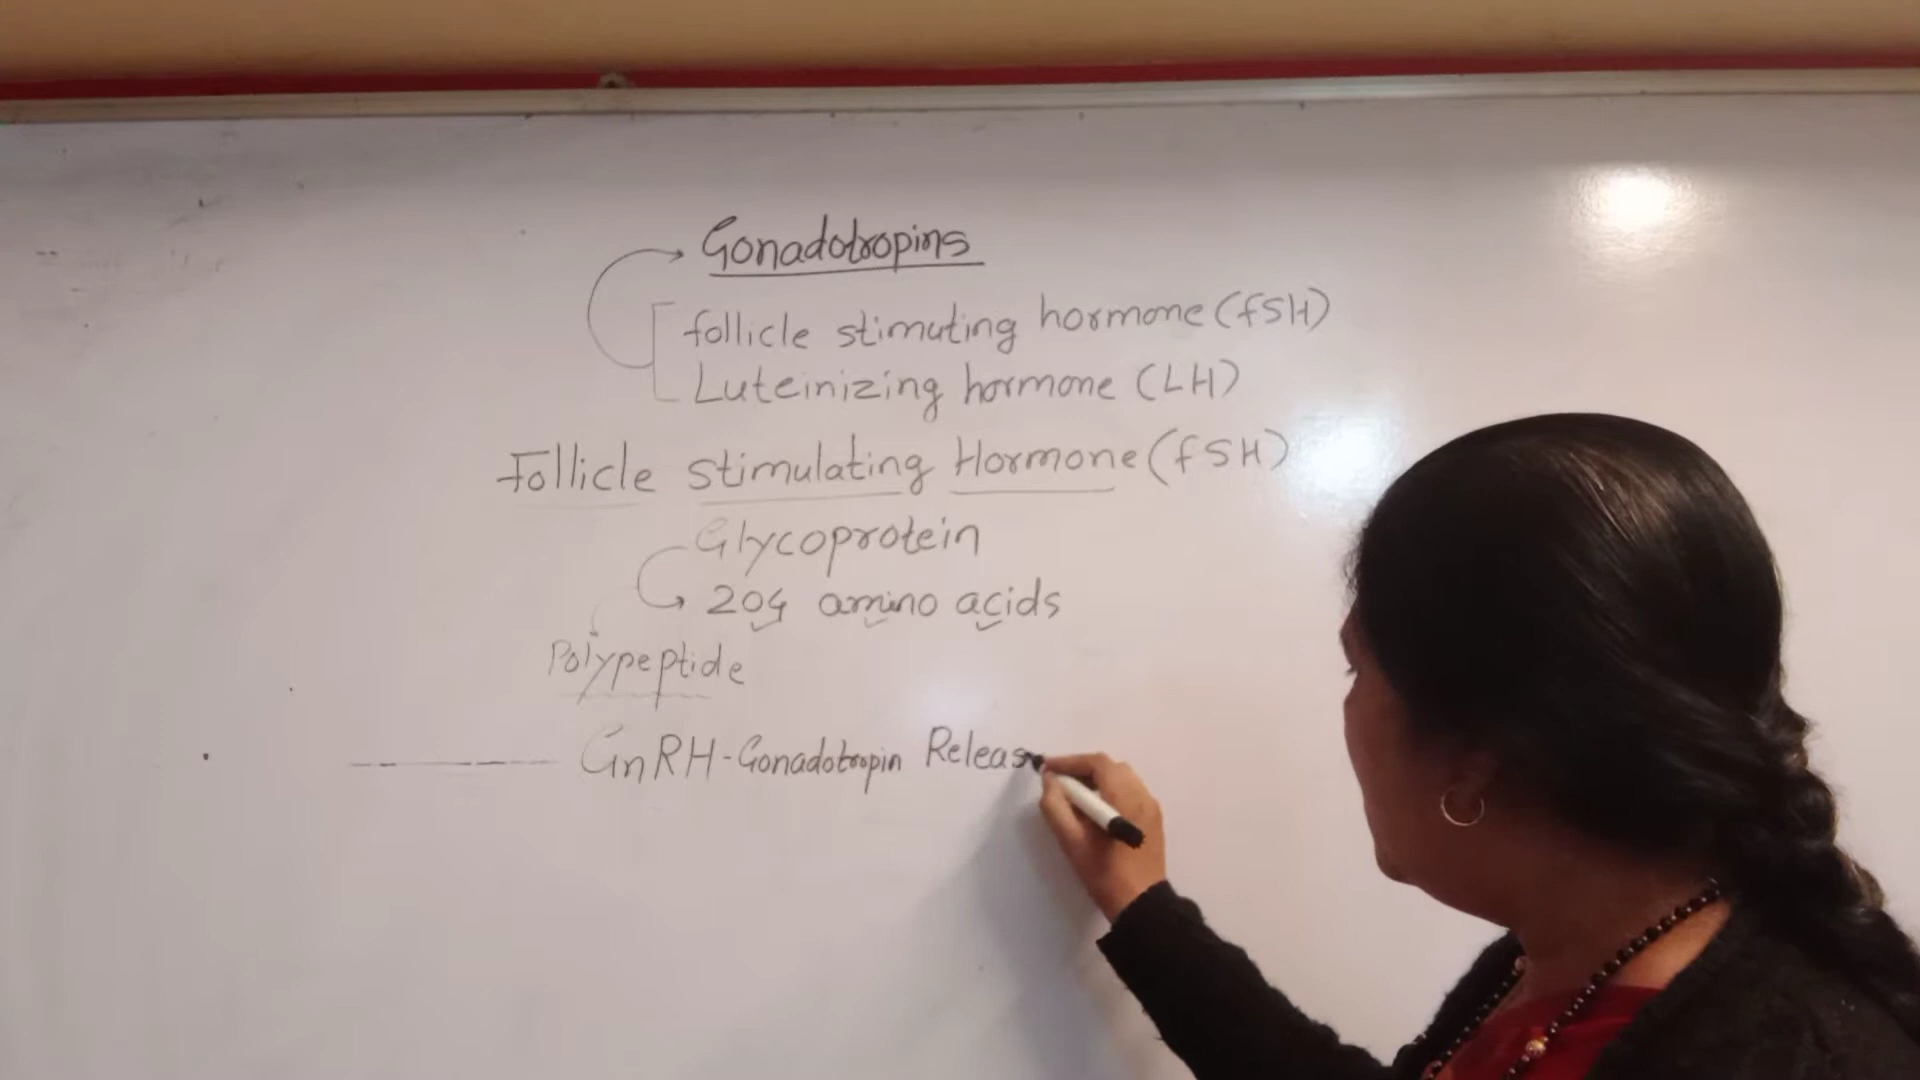 Gonadotropins
follicle stimuting hormone (fSH)
Luteinizing hormone (LH)
Follicle stimulating Hormone (fSH)
Glycoprotein
204 amino acids
Polypeptide
GnRH - Gonadotropin Releas